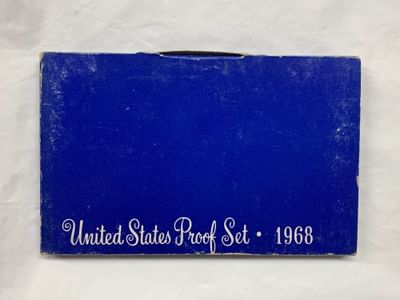 United States Proof Set • 1968